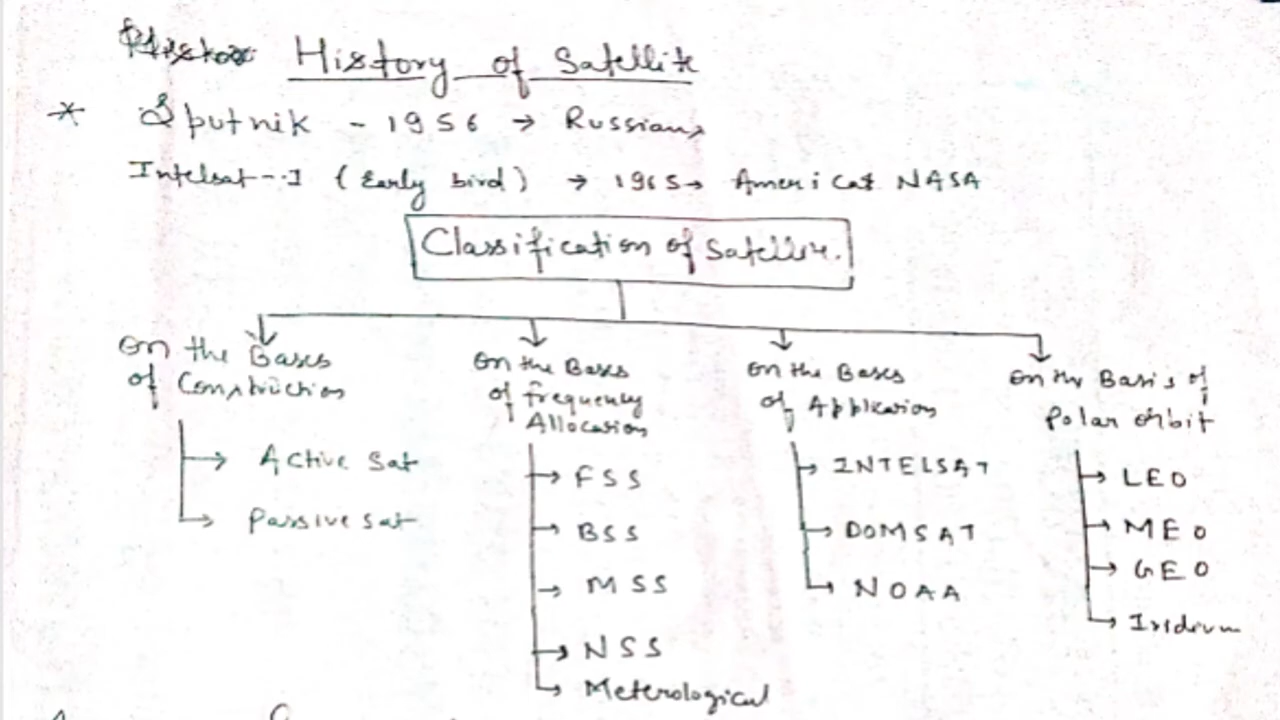 History of Satellite
* Sputnik - 1956 → Russian,
Intelsat--I (Early bird) → 1965→ American NASA
Classification of Satellite.
On the Bases
of Construction
→ Active Sat
→ Passive sat
On the Bases
of frequency
Allocation
→ FSS
→ BSS
→ MSS
→ NSS
→ Meterological
On the Bases
of Application
→ INTELSAT
→ DOMSAT
→ NOAA
On the Basis of
Polar Orbit
→ LEO
→ MEO
→ GEO
→ Iridium